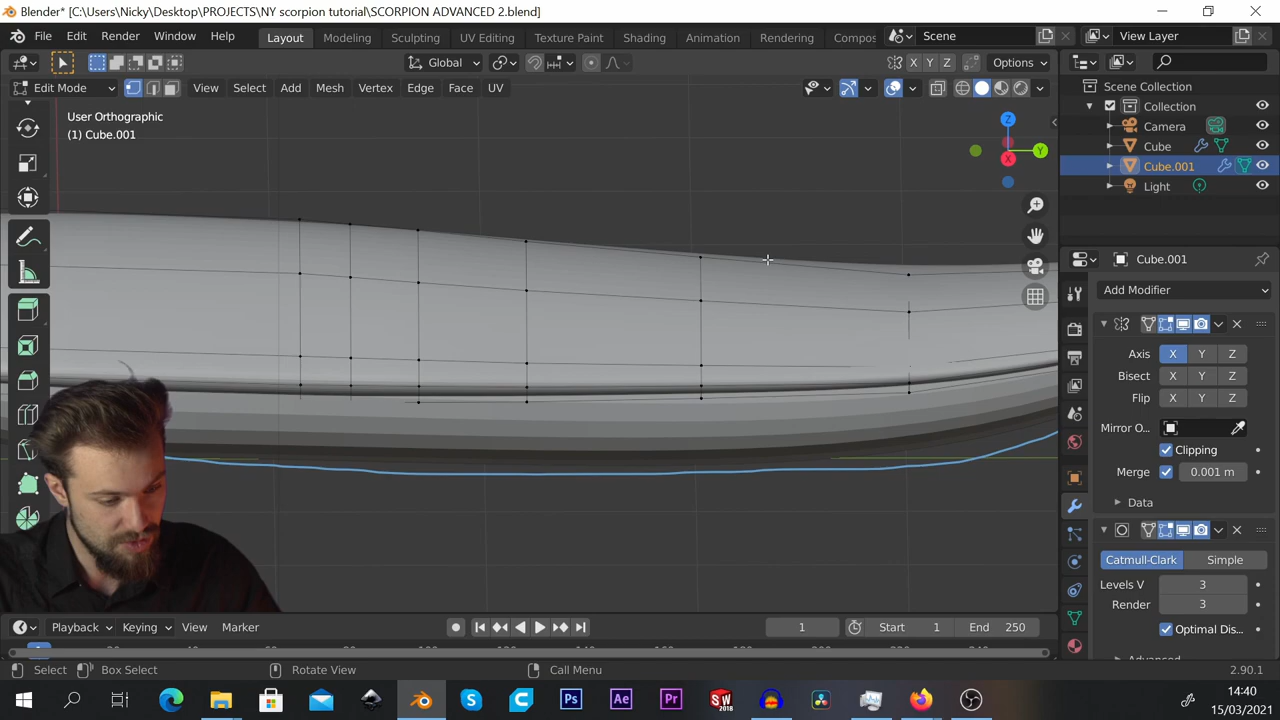 Blender* [C:\Users\Nicky\Desktop\PROJECTS\NY scorpion tutorial\SCORPION ADVANCED 2.blend]
File Edit Render Window Help Layout Modeling Sculpting UV Editing Texture Paint Shading Animation Rendering Compos Scene View Layer
Global X Y Z Options
Edit Mode View Select Add Mesh Vertex Edge Face UV
Scene Collection
Collection
Camera
Cube
Cube.001
Light
User Orthographic
(1) Cube.001
Z
Y
X
Cube.001
Add Modifier
Axis X Y Z
Bisect X Y Z
Flip X Y Z
Mirror O...
Clipping
Merge 0.001 m
Data
Catmull-Clark Simple
Levels V 3
Render 3
Optimal Dis...
Playback Keying View Marker 1 Start 1 End 250
Select Box Select Rotate View Call Menu 2.90.1
Ps Ae Pr SW 2018
14:40
15/03/2021